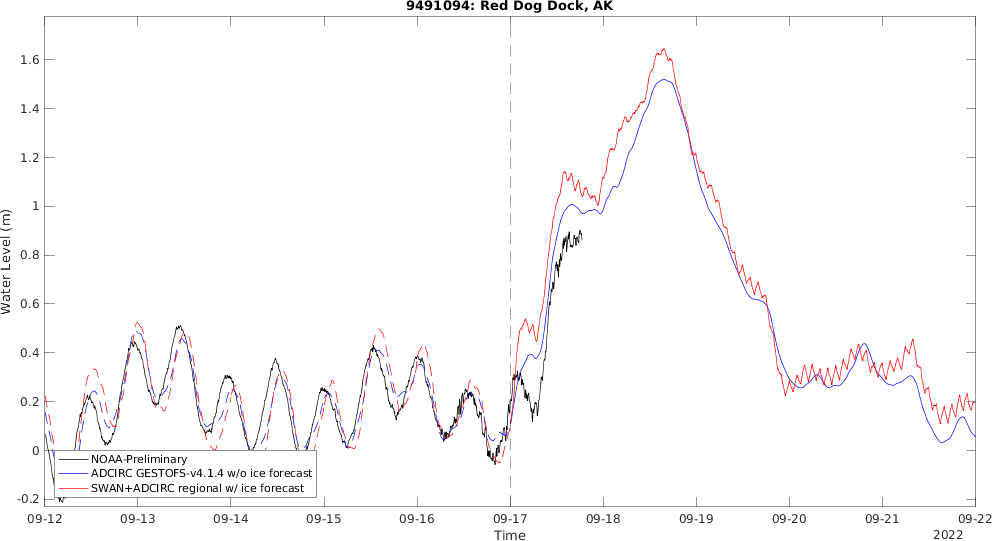 9491094: Red Dog Dock, AK
Water Level (m)
1.6
1.4
1.2
1
0.8
0.6
0.4
0.2
0
-0.2
NOAA-Preliminary
ADCIRC GESTOFS-v4.1.4 w/o ice forecast
SWAN+ADCIRC regional w/ ice forecast
09-12 09-13 09-14 09-15 09-16 09-17 09-18 09-19 09-20 09-21 09-22
Time
2022